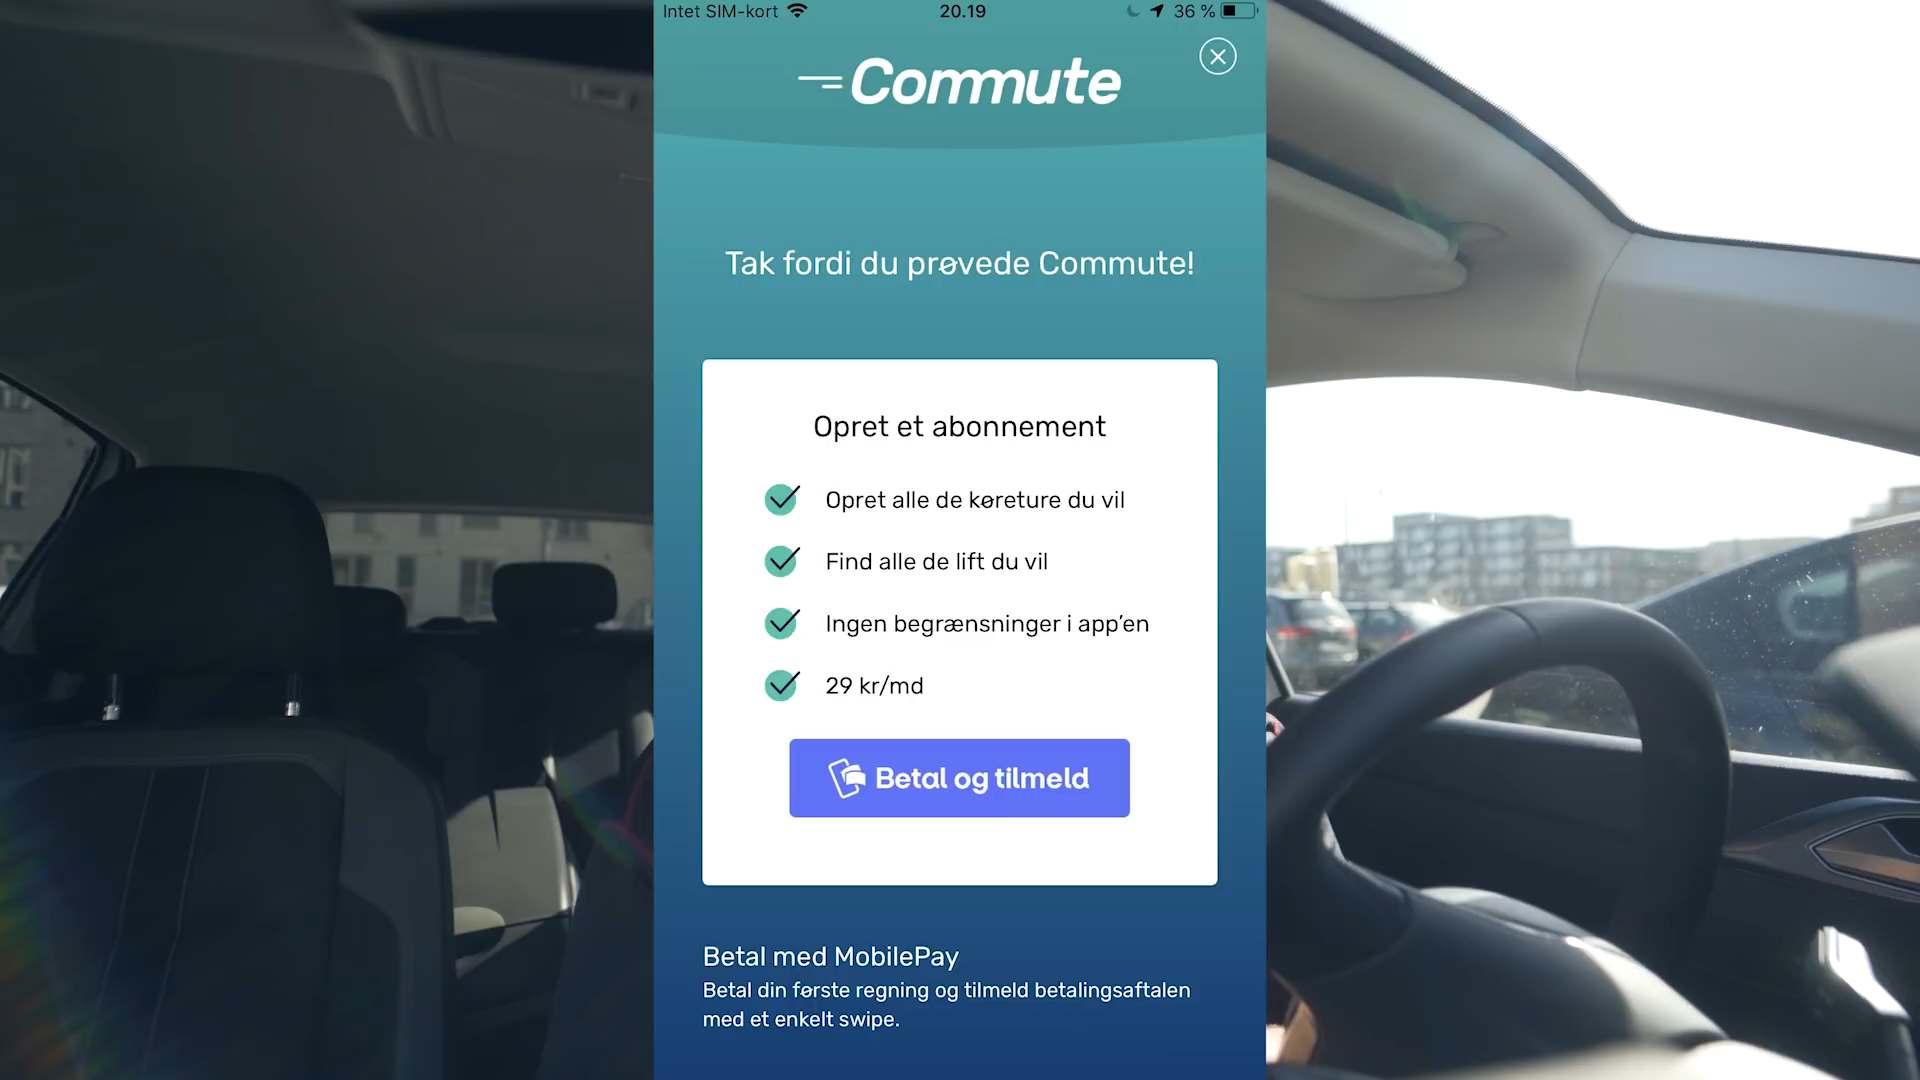 Intet SIM-kort 20.19 36 %
Commute
Tak fordi du prøvede Commute!
Opret et abonnement
Opret alle de køreture du vil
Find alle de lift du vil
Ingen begrænsninger i app'en
29 kr/md
Betal og tilmeld
Betal med MobilePay
Betal din første regning og tilmeld betalingsaftalen
med et enkelt swipe.